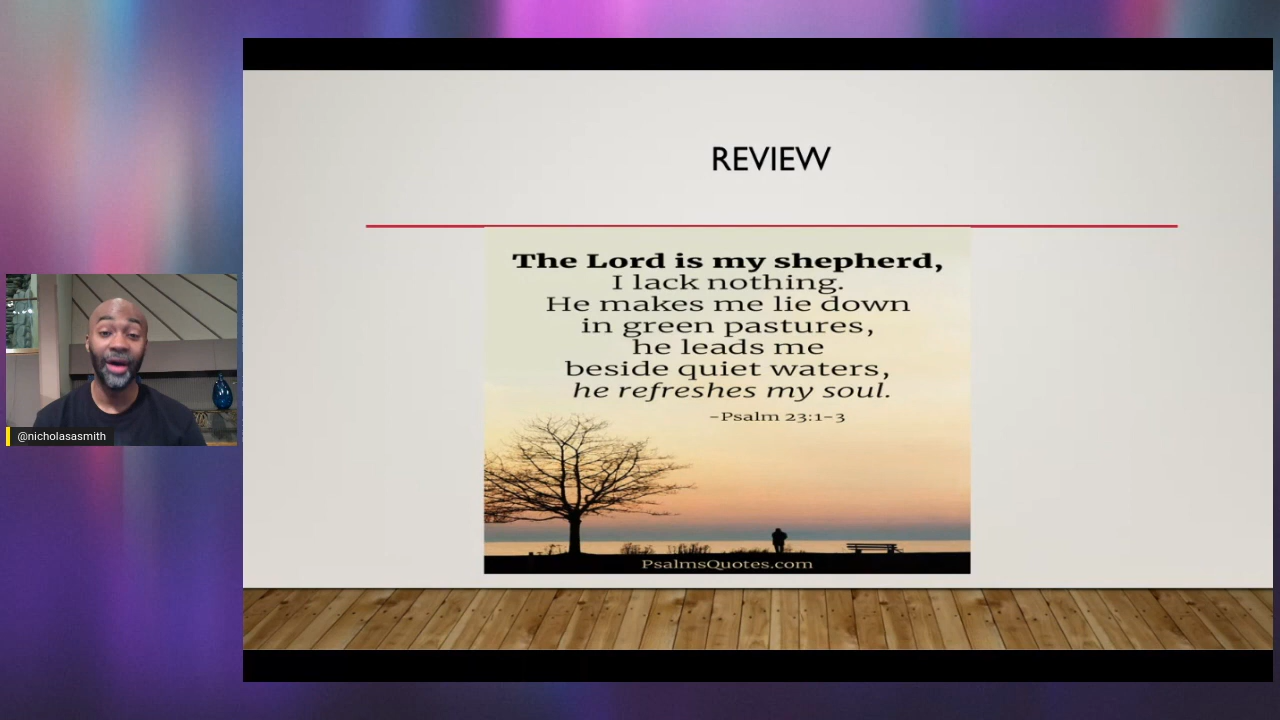 REVIEW
The Lord is my shepherd,
I lack nothing.
He makes me lie down
in green pastures,
he leads me
beside quiet waters,
he refreshes my soul.
–Psalm 23:1–3
PsalmsQuotes.com
@nicholasasmith